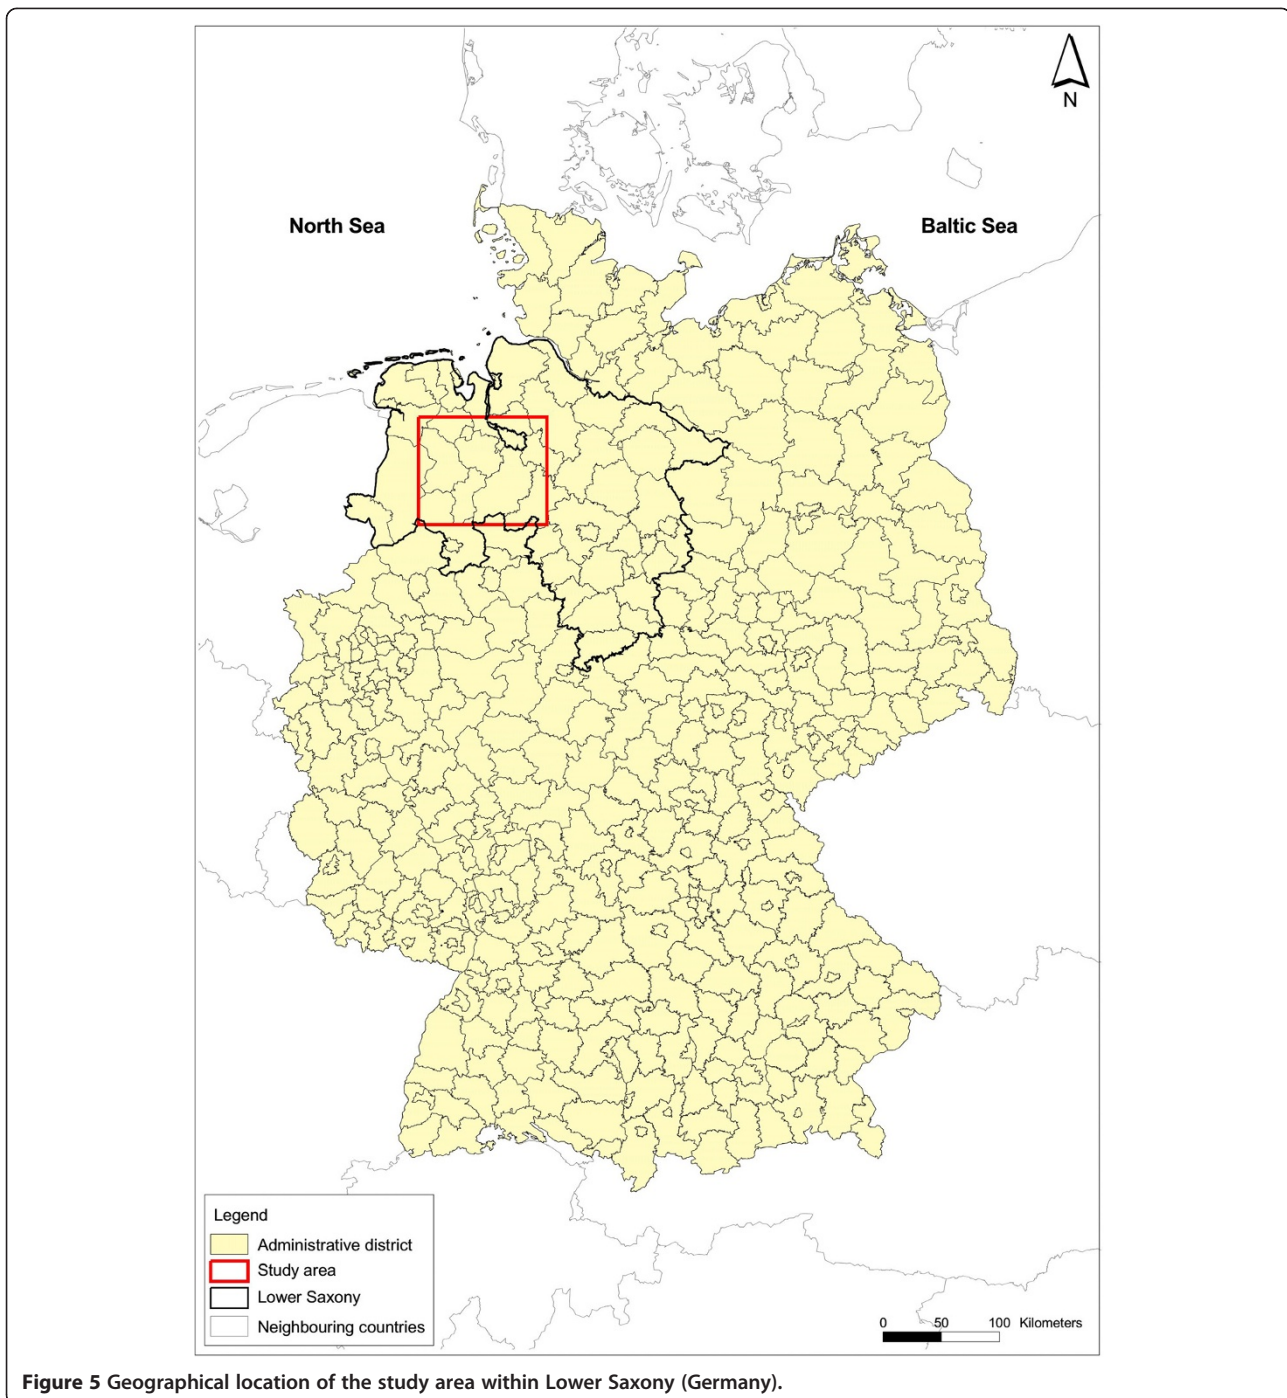 N
North Sea
Baltic Sea
Legend
Administrative district
Study area
Lower Saxony
Neighbouring countries
0 50 100 Kilometers
Figure 5 Geographical location of the study area within Lower Saxony (Germany).